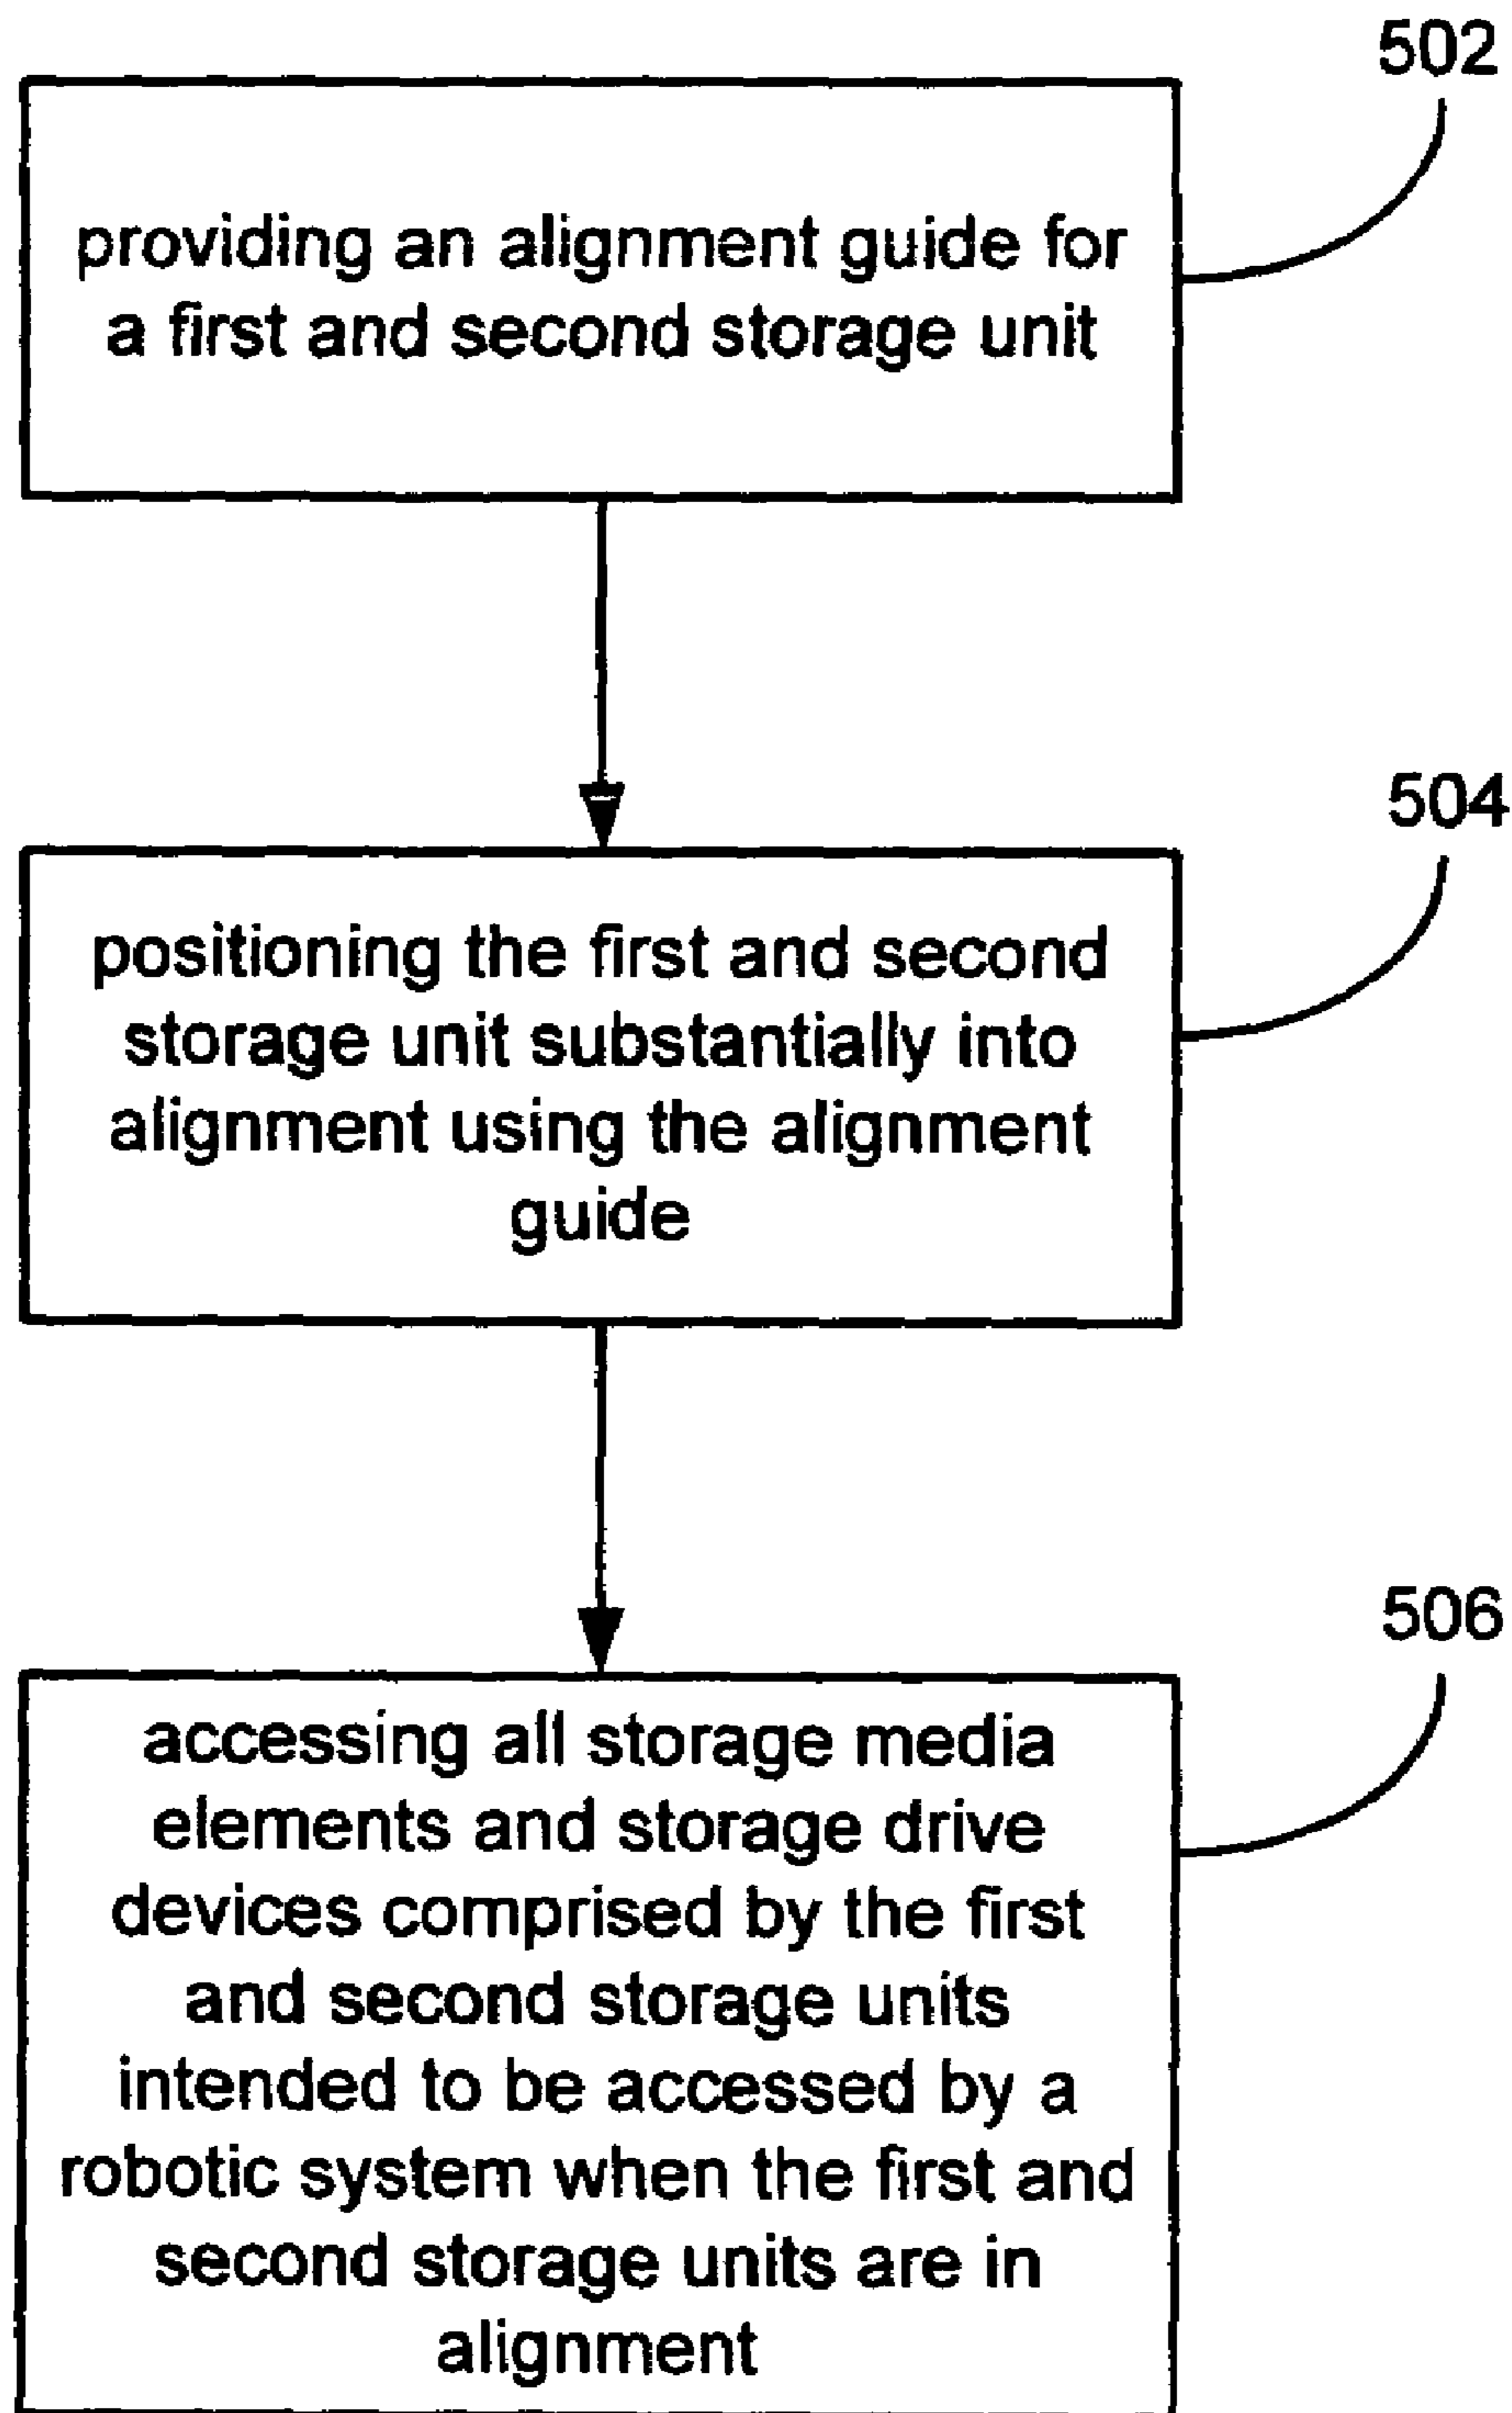 502
providing an alignment guide for
a first and second storage unit
504
positioning the first and second
storage unit substantially into
alignment using the alignment
guide
506
accessing all storage media
elements and storage drive
devices comprised by the first
and second storage units
intended to be accessed by a
robotic system when the first and
second storage units are in
alignment